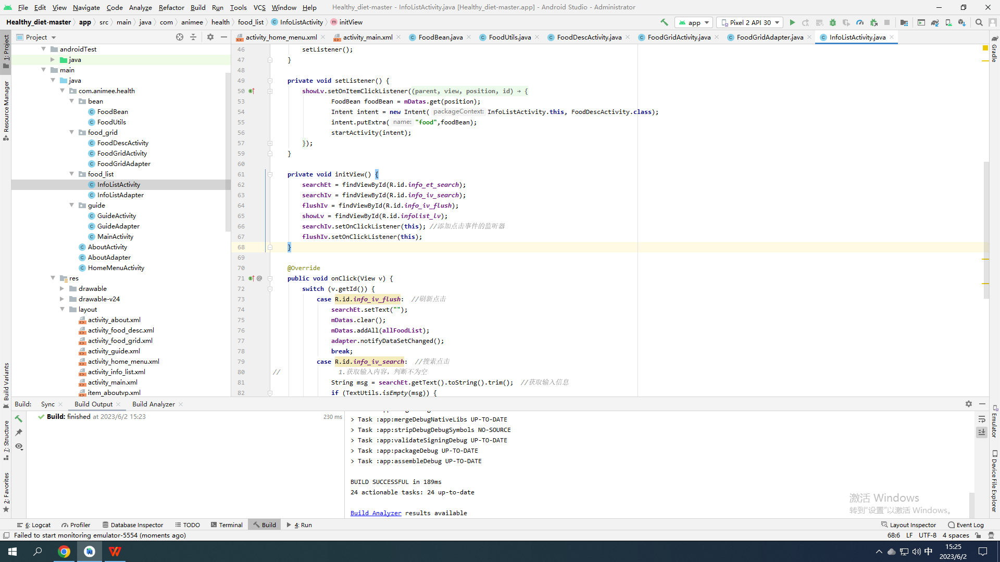 File Edit View Navigate Code Analyze Refactor Build Run Tools VCS Window Help Healthy_diet-master - InfoListActivity.java [Healthy_diet-master.app] - Android Studio - Administrator
Healthy_diet-master app src main java com animee health food_list InfoListActivity initView app Pixel 2 API 30
Project
activity_home_menu.xml activity_main.xml FoodBean.java FoodUtils.java FoodDescActivity.java FoodGridActivity.java FoodGridAdapter.java InfoListActivity.java
1: Project
Resource Manager
Build Variants
7: Structure
2: Favorites
androidTest
java
main
java
com.animee.health
bean
FoodBean
FoodUtils
food_grid
FoodDescActivity
FoodGridActivity
FoodGridAdapter
food_list
InfoListActivity
InfoListAdapter
guide
GuideActivity
GuideAdapter
MainActivity
AboutActivity
AboutAdapter
HomeMenuActivity
res
drawable
drawable-v24
layout
activity_about.xml
activity_food_desc.xml
activity_food_grid.xml
activity_guide.xml
activity_home_menu.xml
activity_info_list.xml
activity_main.xml
item_aboutvp.xml
46 setListener();
47 }
48
49 private void setListener() {
50 showLv.setOnItemClickListener((parent, view, position, id) → {
53 FoodBean foodBean = mDatas.get(position);
54 Intent intent = new Intent( packageContext: InfoListActivity.this, FoodDescActivity.class);
55 intent.putExtra( name: "food",foodBean);
56 startActivity(intent);
57 });
59 }
60
61 private void initView() {
62 searchEt = findViewById(R.id.info_et_search);
63 searchIv = findViewById(R.id.info_iv_search);
64 flushIv = findViewById(R.id.info_iv_flush);
65 showLv = findViewById(R.id.infolist_lv);
66 searchIv.setOnClickListener(this); //添加点击事件的监听器
67 flushIv.setOnClickListener(this);
68 }
69
70 @Override
71 @ public void onClick(View v) {
72 switch (v.getId()) {
73 case R.id.info_iv_flush: //刷新点击
74 searchEt.setText("");
75 mDatas.clear();
76 mDatas.addAll(allFoodList);
77 adapter.notifyDataSetChanged();
78 break;
79 case R.id.info_iv_search: //搜索点击
80 // 1.获取输入内容，判断不为空
81 String msg = searchEt.getText().toString().trim(); //获取输入信息
82 if (TextUtils.isEmpty(msg)) {
Gradle
Emulator
Device File Explorer
Build: Sync Build Output Build Analyzer
Build: finished at 2023/6/2 15:23 230 ms
> Task :app:mergeDebugNativeLibs UP-TO-DATE
> Task :app:stripDebugDebugSymbols NO-SOURCE
> Task :app:validateSigningDebug UP-TO-DATE
> Task :app:packageDebug UP-TO-DATE
> Task :app:assembleDebug UP-TO-DATE
BUILD SUCCESSFUL in 189ms
24 actionable tasks: 24 up-to-date
Build Analyzer results available
激活 Windows
转到“设置”以激活 Windows。
6: Logcat Profiler Database Inspector TODO Terminal Build 4: Run Layout Inspector Event Log
Failed to start monitoring emulator-5554 (moments ago) 68:6 LF UTF-8 4 spaces
中 15:25
2023/6/2